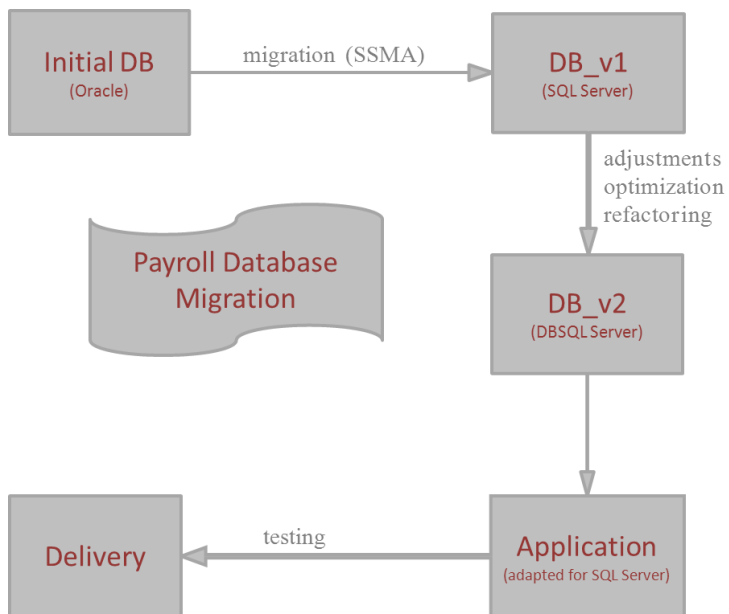 Initial DB
(Oracle)
migration (SSMA)
DB_v1
(SQL Server)
adjustments
optimization
refactoring
Payroll Database
Migration
DB_v2
(DBSQL Server)
Delivery
testing
Application
(adapted for SQL Server)